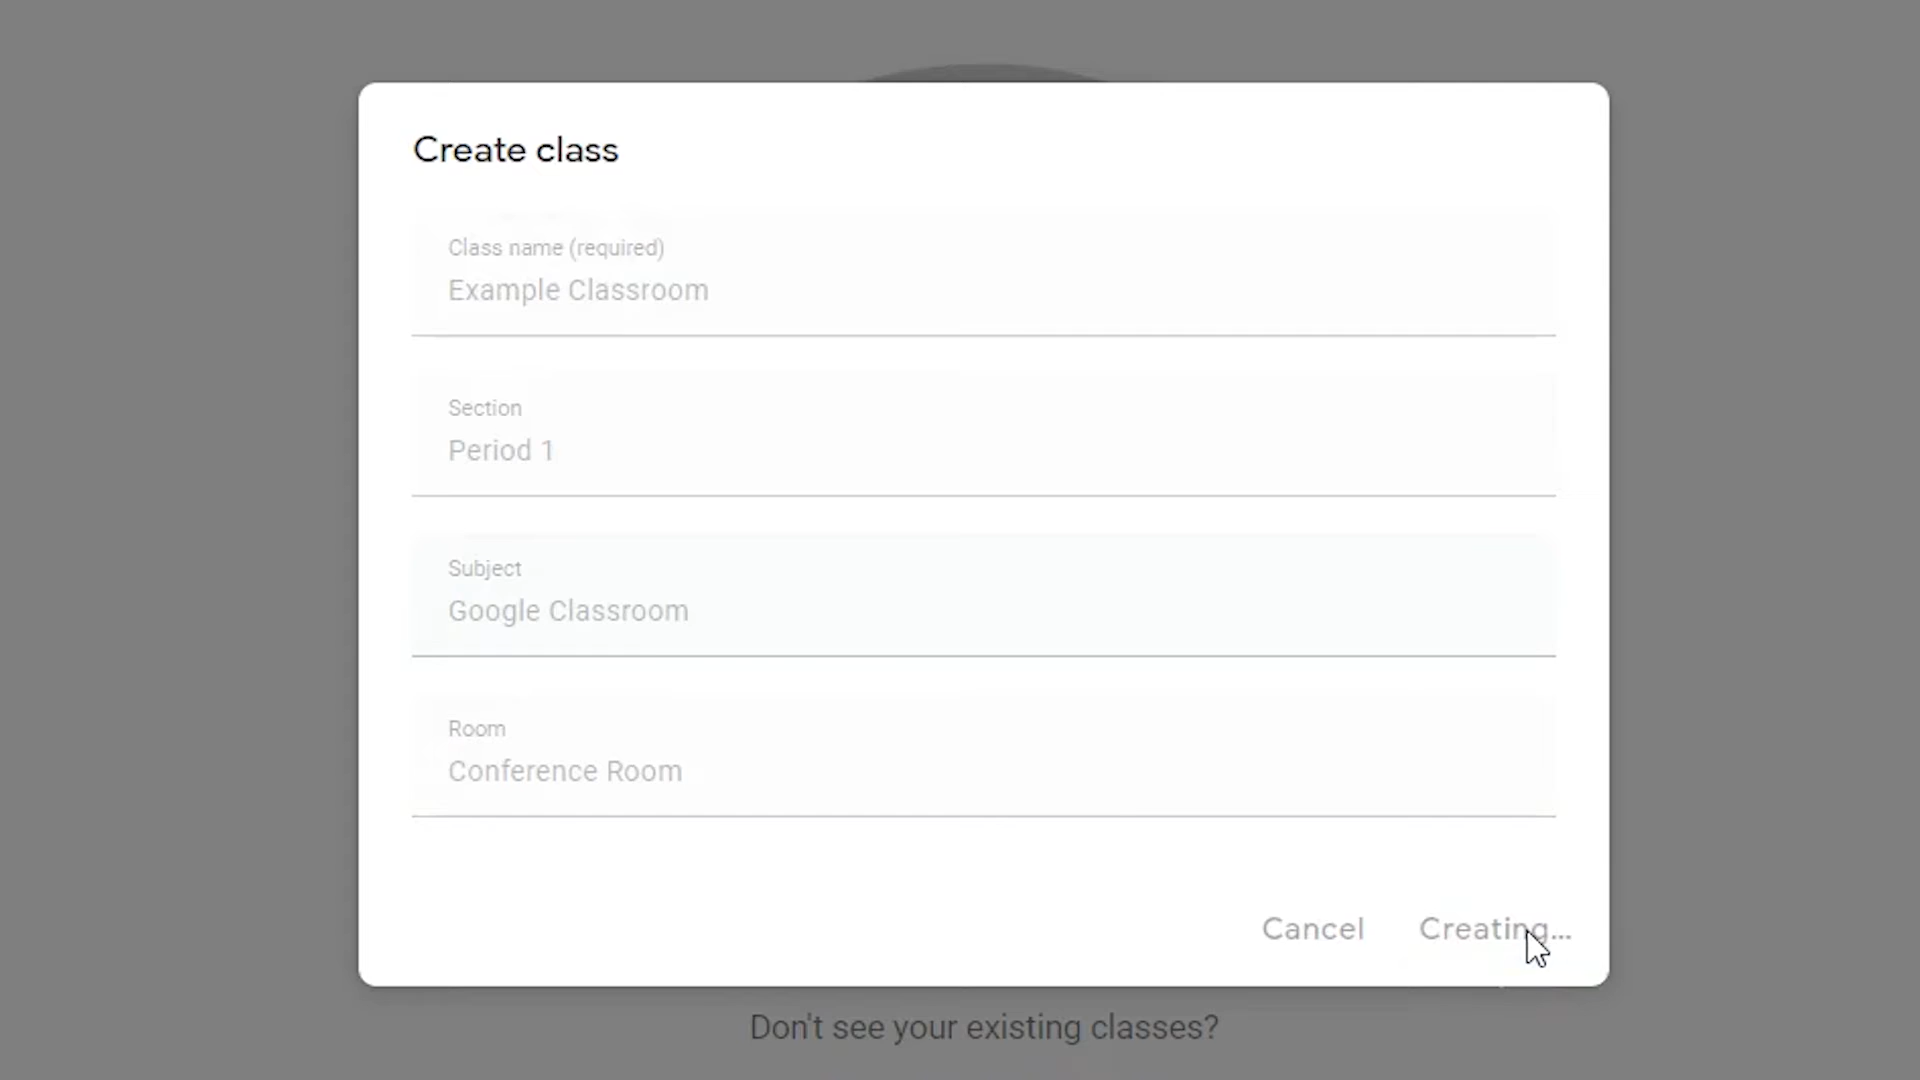 Create class
Class name (required)
Example Classroom
Section
Period 1
Subject
Google Classroom
Room
Conference Room
Cancel Creating...
Don't see your existing classes?